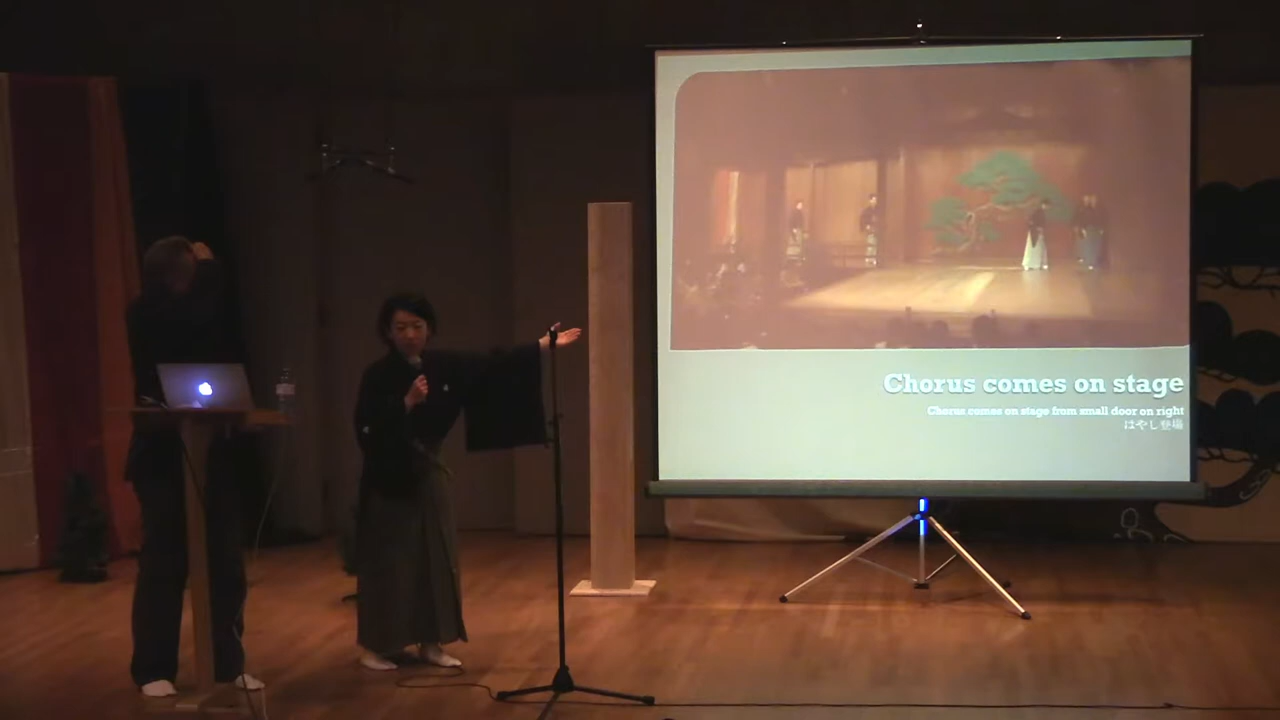 Chorus comes on stage
Chorus comes on stage from small door on right
はやし登場